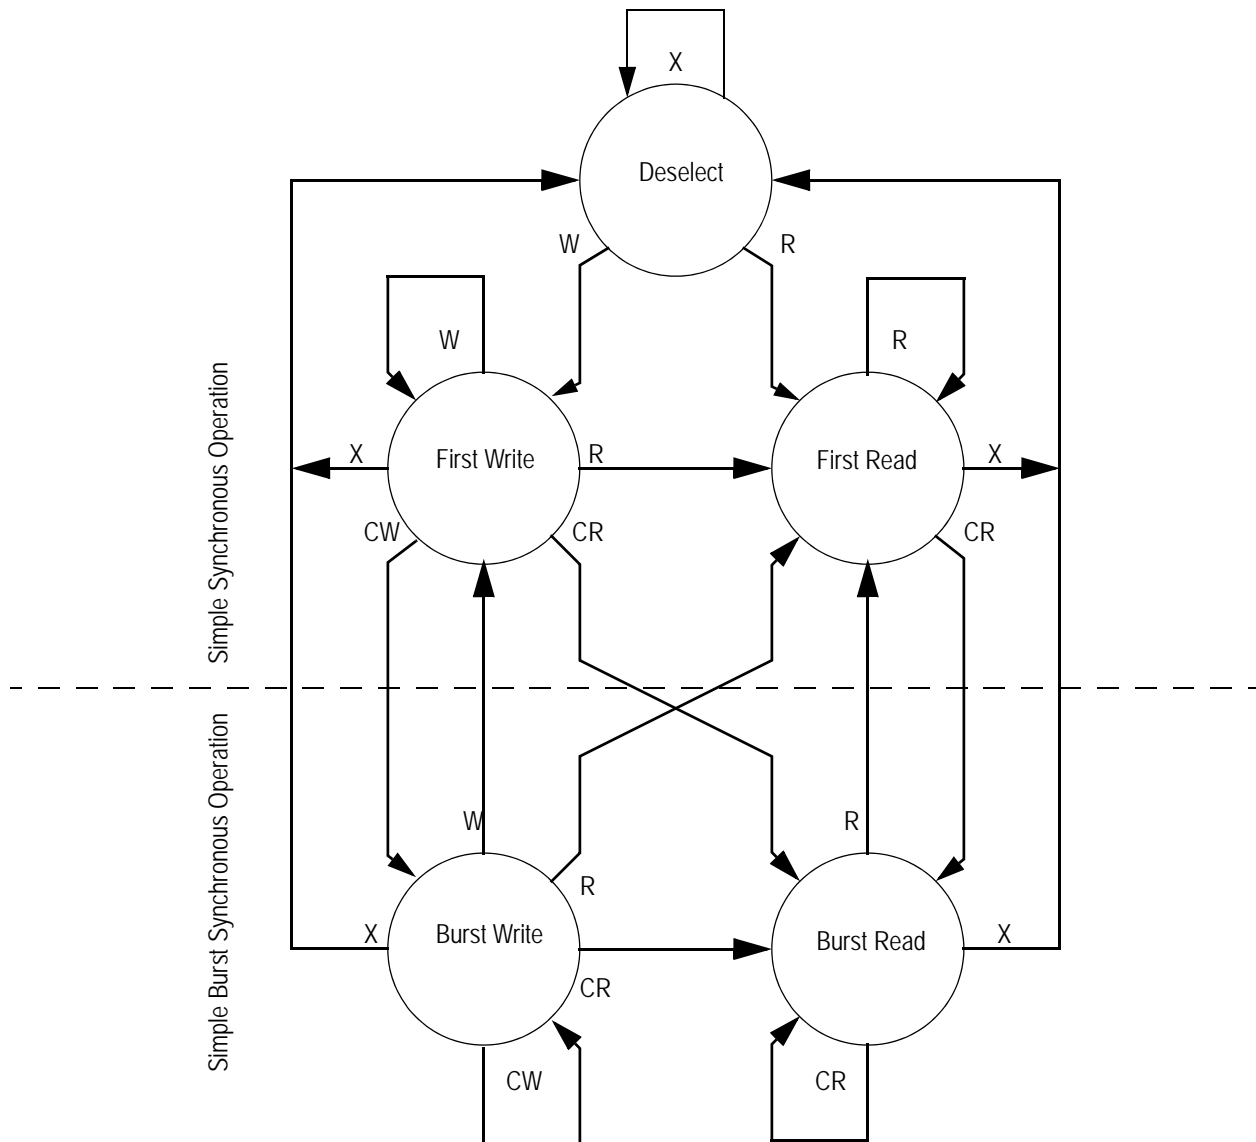 X
Deselect
W
R
W
R
Simple Synchronous Operation
X
First Write
R
First Read
X
CW
CR
CR
Simple Burst Synchronous Operation
W
R
R
X
Burst Write
Burst Read
X
CR
CW
CR